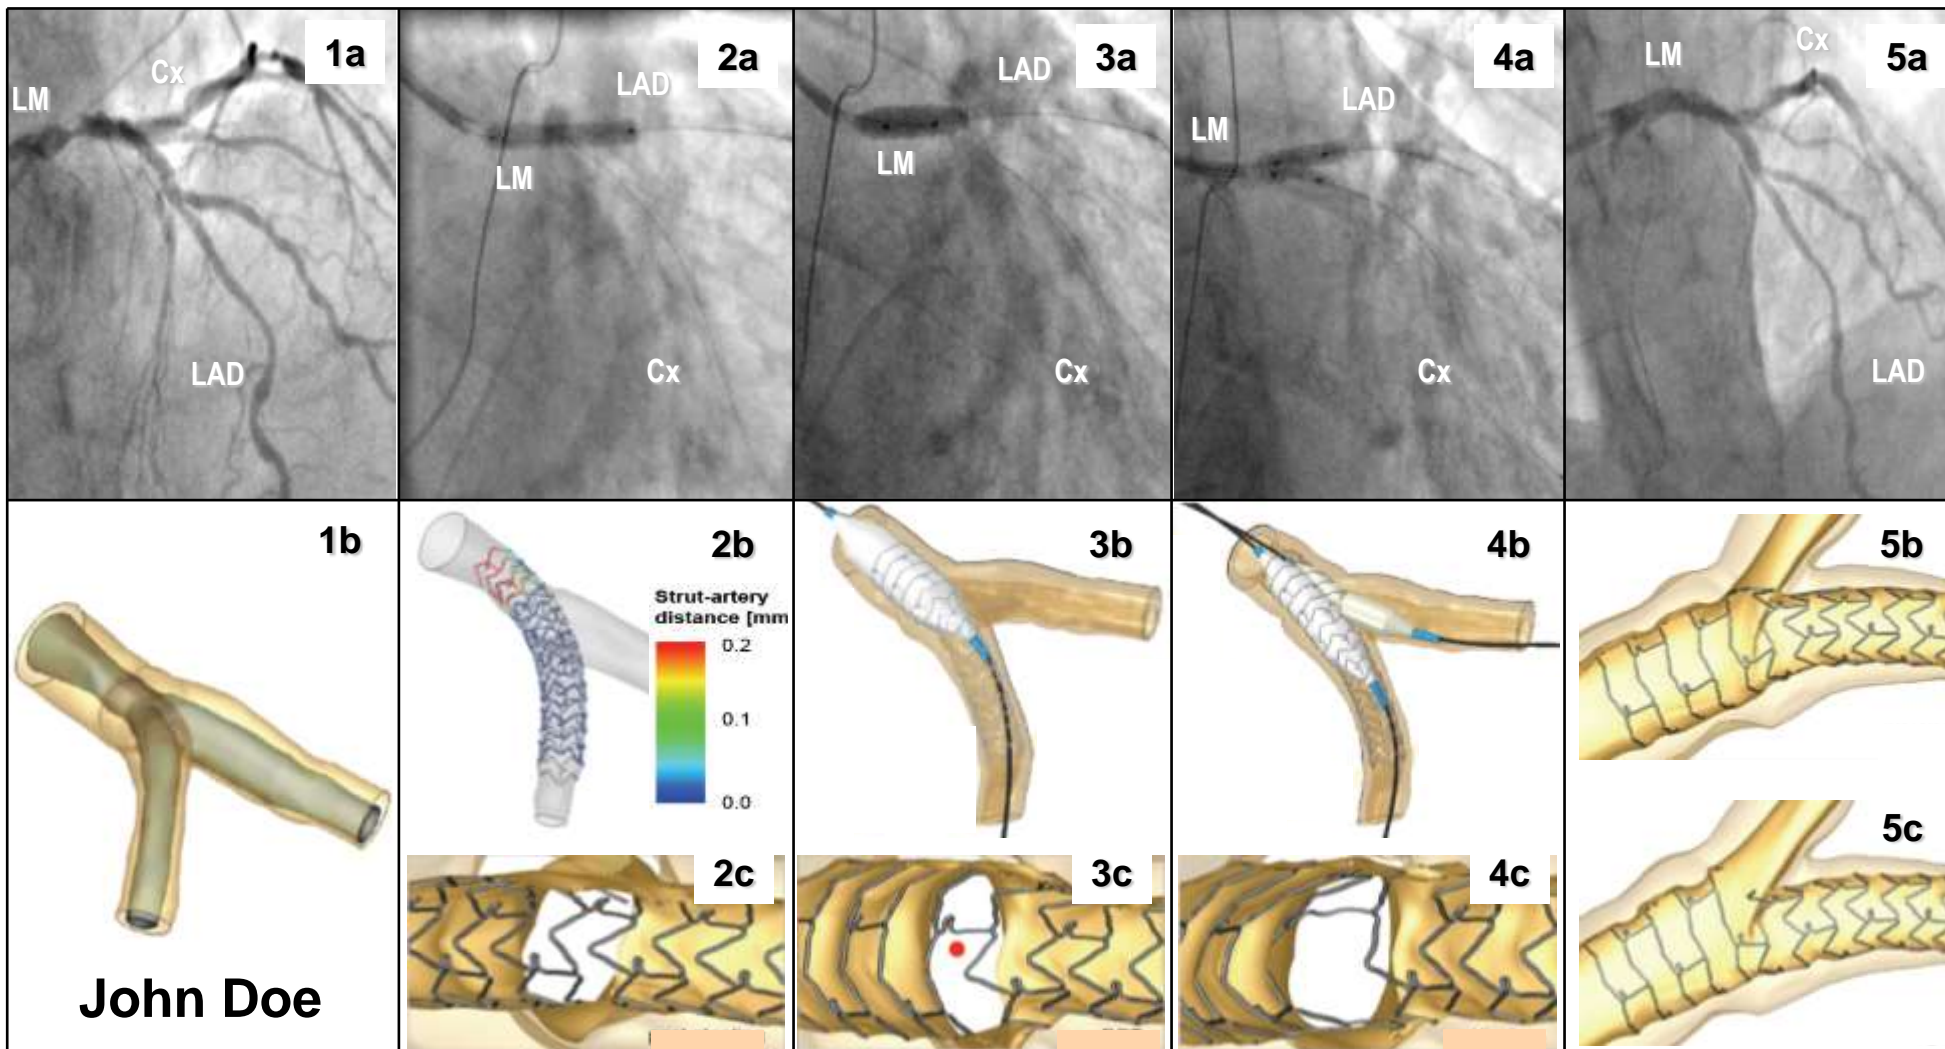 1a
Cx
LM
LAD
2a
LAD
LM
Cx
3a
LAD
LM
Cx
4a
LAD
LM
Cx
5a
Cx
LM
LAD
1b
John Doe
2b
Strut-artery
distance [mm
0.2
0.1
0.0
2c
3b
3c
4b
4c
5b
5c